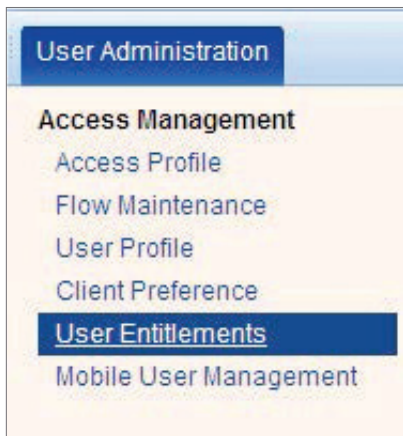 User Administration
Access Management
Access Profile
Flow Maintenance
User Profile
Client Preference
User Entitlements
Mobile User Management